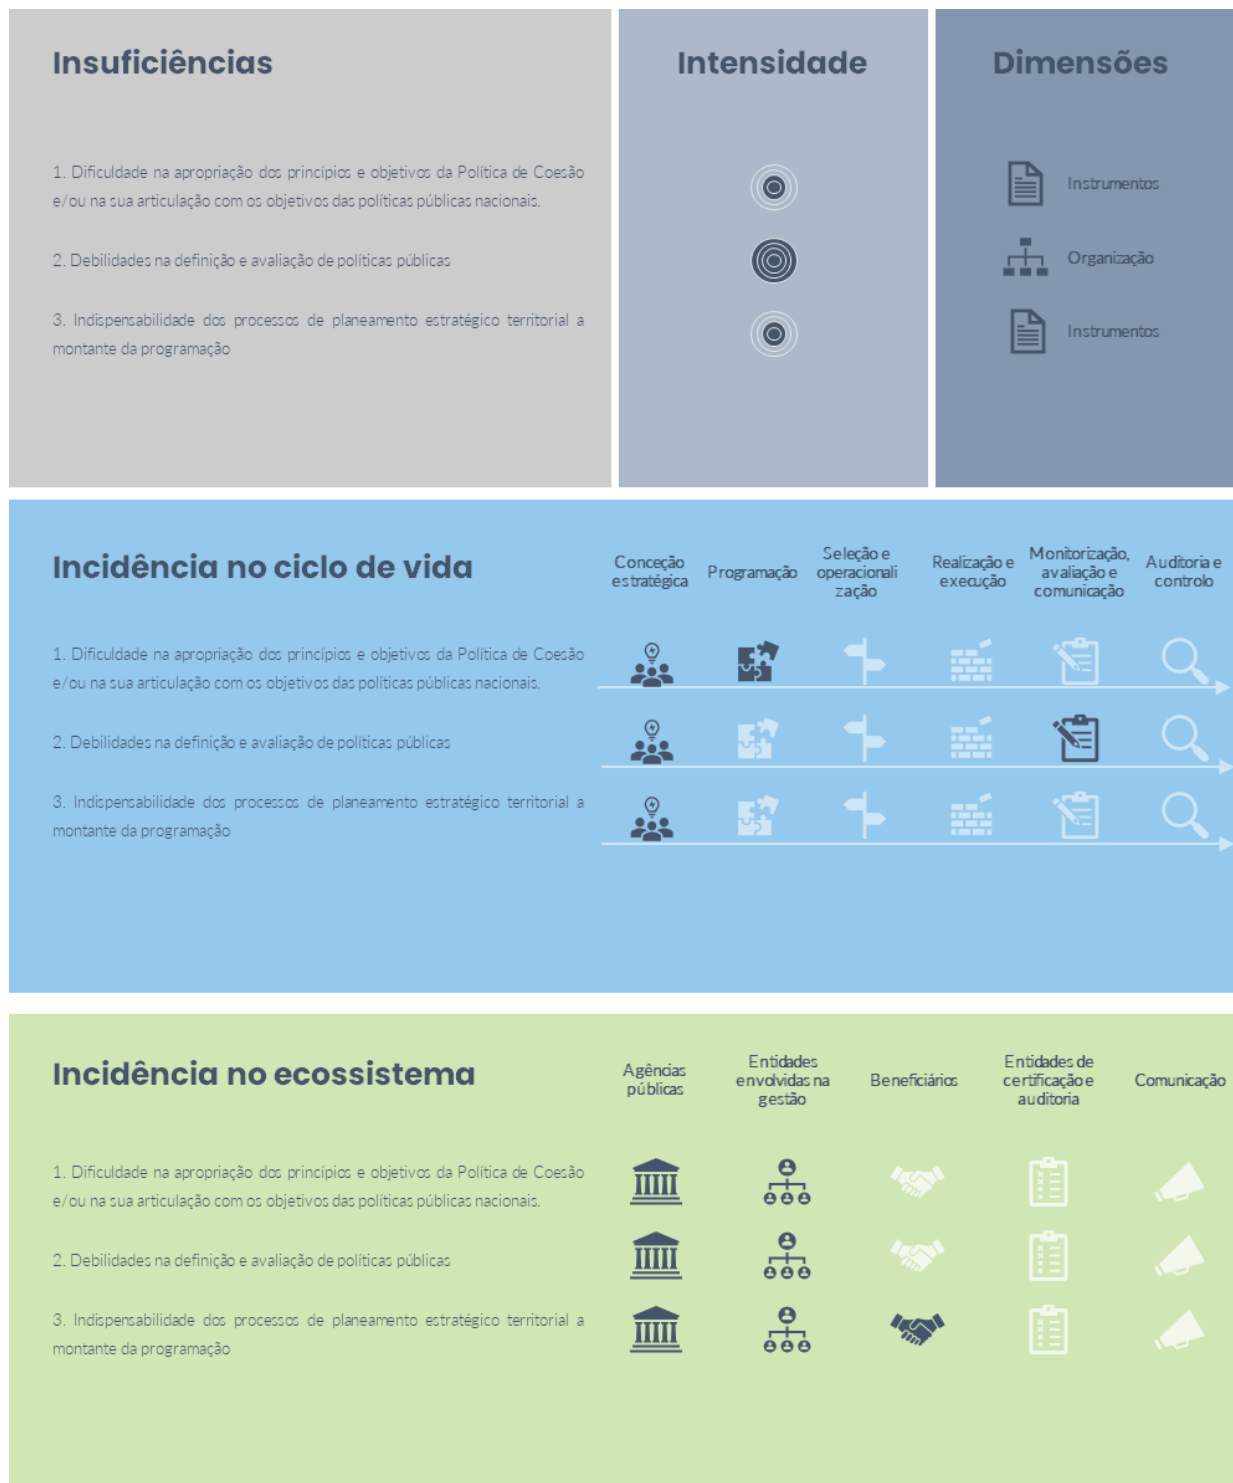 Insuficiências
Intensidade
Dimensões
1. Dificuldade na apropriação dos princípios e objetivos da Política de Coesão
e/ou na sua articulação com os objetivos das políticas públicas nacionais.
Instrumentos
2. Debilidades na definição e avaliação de políticas públicas
Organização
3. Indispensabilidade dos processos de planeamento estratégico territorial a
montante da programação
Instrumentos
Incidência no ciclo de vida
Conceção
estratégica
Programação
Seleção e
operacionali
zação
Realização e
execução
Monitorização,
avaliação e
comunicação
Auditoria e
controlo
1. Dificuldade na apropriação dos princípios e objetivos da Política de Coesão
e/ou na sua articulação com os objetivos das políticas públicas nacionais.
2. Debilidades na definição e avaliação de políticas públicas
3. Indispensabilidade dos processos de planeamento estratégico territorial a
montante da programação
Incidência no ecossistema
Agências
públicas
Entidades
envolvidas na
gestão
Beneficiários
Entidades de
certificação e
auditoria
Comunicação
1. Dificuldade na apropriação dos princípios e objetivos da Política de Coesão
e/ou na sua articulação com os objetivos das políticas públicas nacionais.
2. Debilidades na definição e avaliação de políticas públicas
3. Indispensabilidade dos processos de planeamento estratégico territorial a
montante da programação